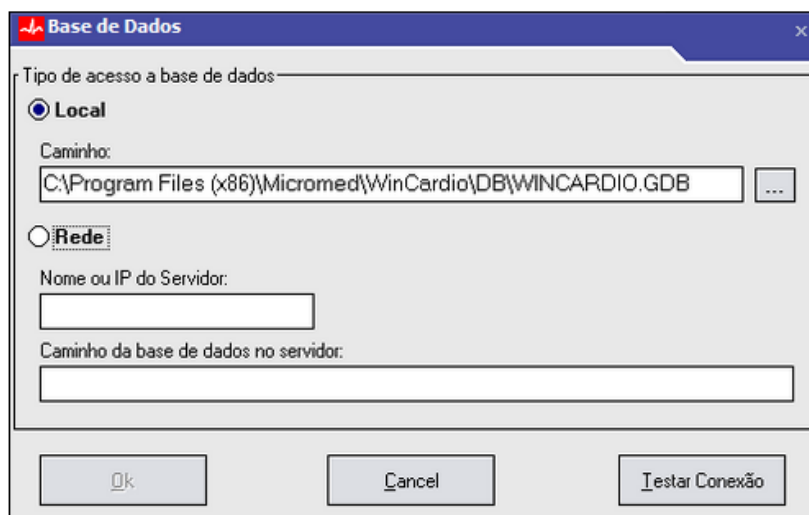 Base de Dados
Tipo de acesso a base de dados
Local
Caminho:
C:\Program Files (x86)\Micromed\WinCardio\DB\WINCARDIO.GDB ...
Rede
Nome ou IP do Servidor:
Caminho da base de dados no servidor:
Ok Cancel Testar Conexão